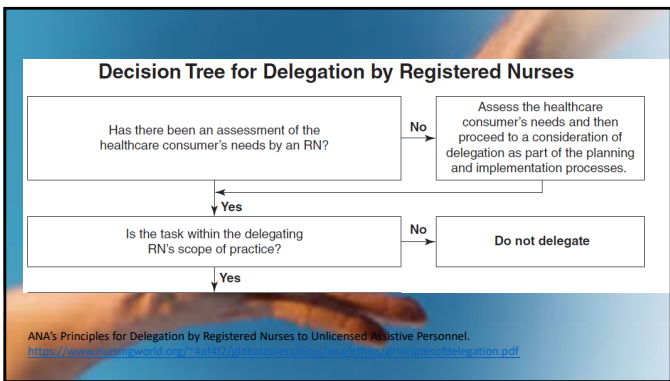 Decision Tree for Delegation by Registered Nurses
Has there been an assessment of the
healthcare consumer's needs by an RN?
No
Assess the healthcare
consumer's needs and then
proceed to a consideration of
delegation as part of the planning
and implementation processes.
Yes
Is the task within the delegating
RN's scope of practice?
No
Do not delegate
Yes
ANA's Principles for Delegation by Registered Nurses to Unlicensed Assistive Personnel.
https://www.nursingworld.org/~4af4f2/globalassets/docs/ana/ethics/principlesofdelegation.pdf